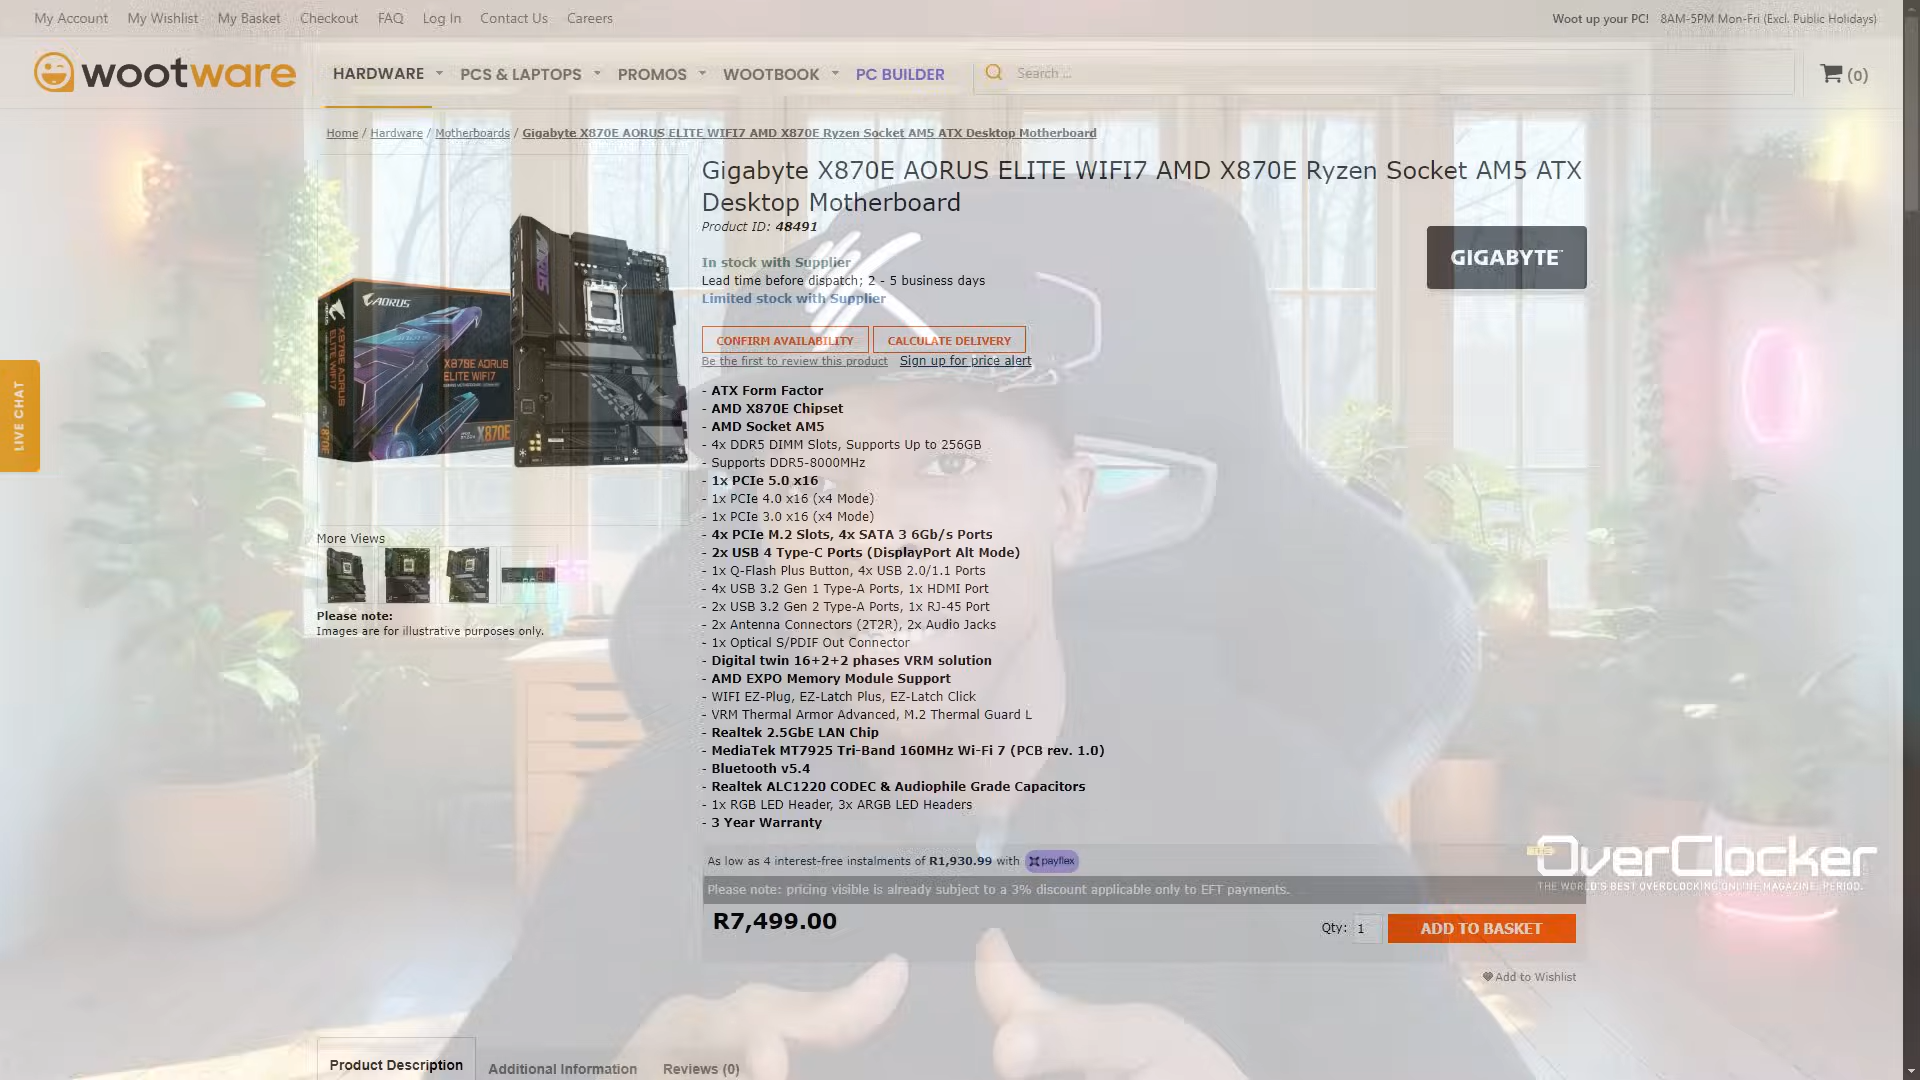 My Account My Wishlist My Basket Checkout FAQ Log In Contact Us Careers
Woot up your PC! 8AM-5PM Mon-Fri (Excl. Public Holidays)
wootware
HARDWARE PCS & LAPTOPS PROMOS WOOTBOOK PC BUILDER
Search ...
(0)
Home / Hardware / Motherboards / Gigabyte X870E AORUS ELITE WIFI7 AMD X870E Ryzen Socket AM5 ATX Desktop Motherboard
Gigabyte X870E AORUS ELITE WIFI7 AMD X870E Ryzen Socket AM5 ATX
Desktop Motherboard
Product ID: 48491
GIGABYTE
In stock with Supplier
Lead time before dispatch; 2 - 5 business days
Limited stock with Supplier
CONFIRM AVAILABILITY CALCULATE DELIVERY
Be the first to review this product Sign up for price alert
AORUS
X870E AORUS
ELITE WIFI7
X870E
X870E AORUS
ELITE WIFI7
X870E
AORUS
LIVE CHAT
- ATX Form Factor
- AMD X870E Chipset
- AMD Socket AM5
- 4x DDR5 DIMM Slots, Supports Up to 256GB
- Supports DDR5-8000MHz
- 1x PCIe 5.0 x16
- 1x PCIe 4.0 x16 (x4 Mode)
- 1x PCIe 3.0 x16 (x4 Mode)
- 4x PCIe M.2 Slots, 4x SATA 3 6Gb/s Ports
- 2x USB 4 Type-C Ports (DisplayPort Alt Mode)
- 1x Q-Flash Plus Button, 4x USB 2.0/1.1 Ports
- 4x USB 3.2 Gen 1 Type-A Ports, 1x HDMI Port
- 2x USB 3.2 Gen 2 Type-A Ports, 1x RJ-45 Port
- 2x Antenna Connectors (2T2R), 2x Audio Jacks
- 1x Optical S/PDIF Out Connector
- Digital twin 16+2+2 phases VRM solution
- AMD EXPO Memory Module Support
- WIFI EZ-Plug, EZ-Latch Plus, EZ-Latch Click
- VRM Thermal Armor Advanced, M.2 Thermal Guard L
- Realtek 2.5GbE LAN Chip
- MediaTek MT7925 Tri-Band 160MHz Wi-Fi 7 (PCB rev. 1.0)
- Bluetooth v5.4
- Realtek ALC1220 CODEC & Audiophile Grade Capacitors
- 1x RGB LED Header, 3x ARGB LED Headers
- 3 Year Warranty
More Views
Please note:
Images are for illustrative purposes only.
As low as 4 interest-free instalments of R1,930.99 with payflex
Please note: pricing visible is already subject to a 3% discount applicable only to EFT payments.
R7,499.00
Qty: 1 ADD TO BASKET
Add to Wishlist
THE OverClocker
THE WORLD'S BEST OVERCLOCKING ONLINE MAGAZINE. PERIOD.
Product Description Additional Information Reviews (0)